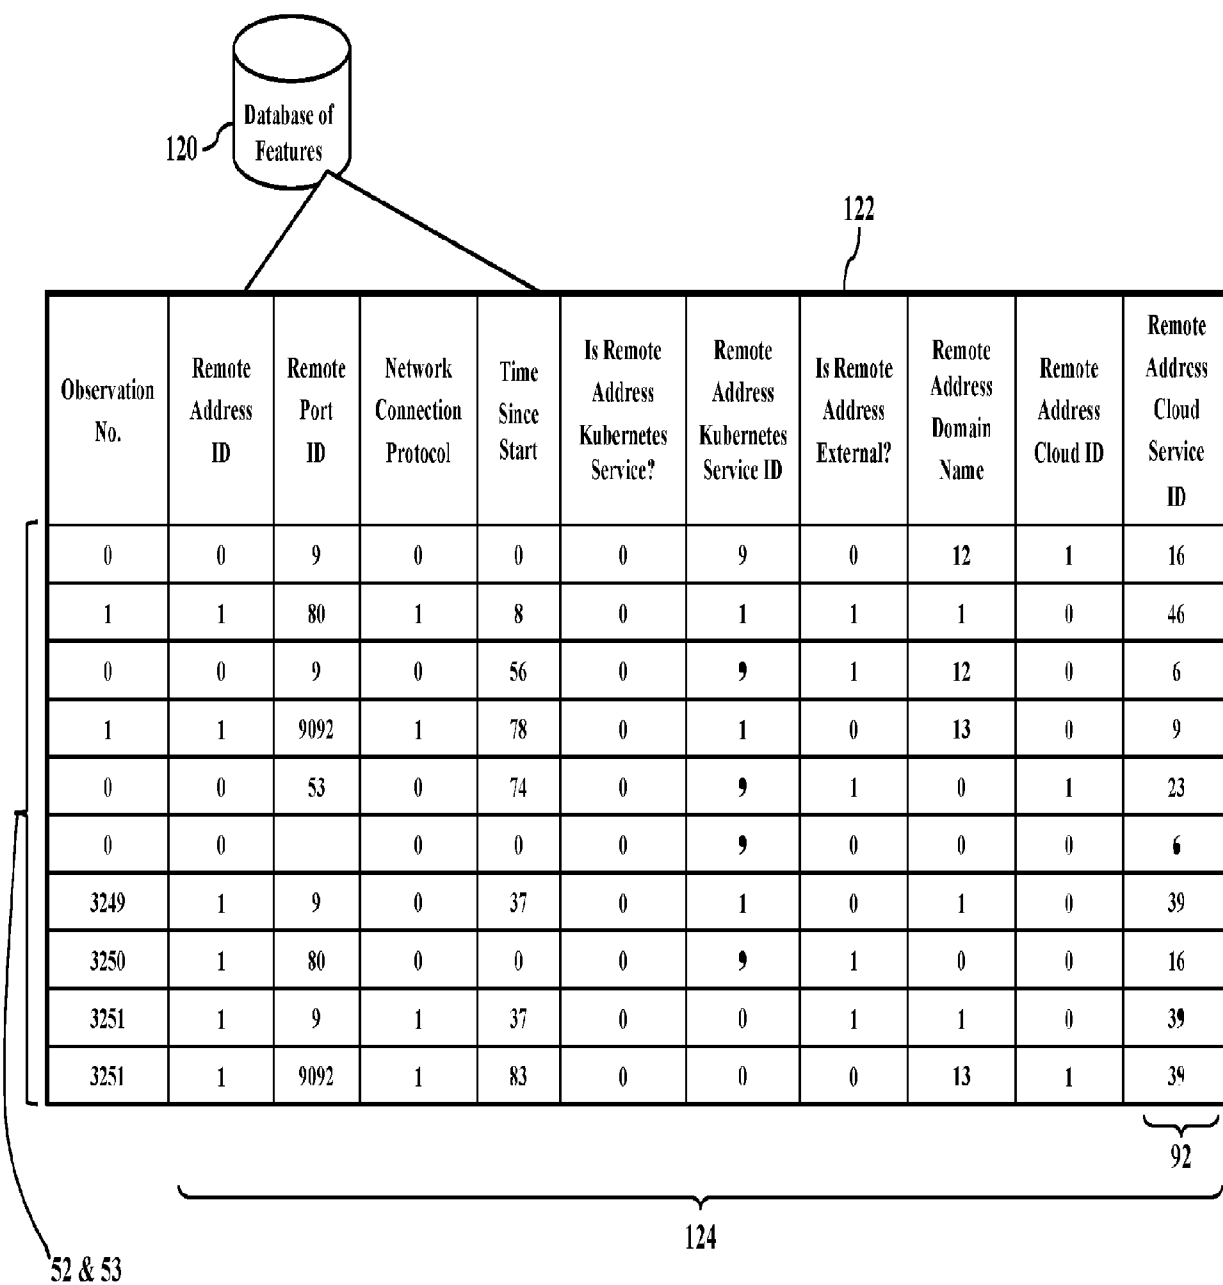 Database of
Features
120
122
Observation
No.
Remote
Address
ID
Remote
Port
ID
Network
Connection
Protocol
Time
Since
Start
Is Remote
Address
Kubernetes
Service?
Remote
Address
Kubernetes
Service ID
Is Remote
Address
External?
Remote
Address
Domain
Name
Remote
Address
Cloud ID
Remote
Address
Cloud
Service
ID
0 0 9 0 0 0 9 0 12 1 16
1 1 80 1 8 0 1 1 1 0 46
0 0 9 0 56 0 9 1 12 0 6
1 1 9092 1 78 0 1 0 13 0 9
0 0 53 0 74 0 9 1 0 1 23
0 0 0 0 0 9 0 0 0 6
3249 1 9 0 37 0 1 0 1 0 39
3250 1 80 0 0 0 9 1 0 0 16
3251 1 9 1 37 0 0 1 1 0 39
3251 1 9092 1 83 0 0 0 13 1 39
92
124
52 & 53